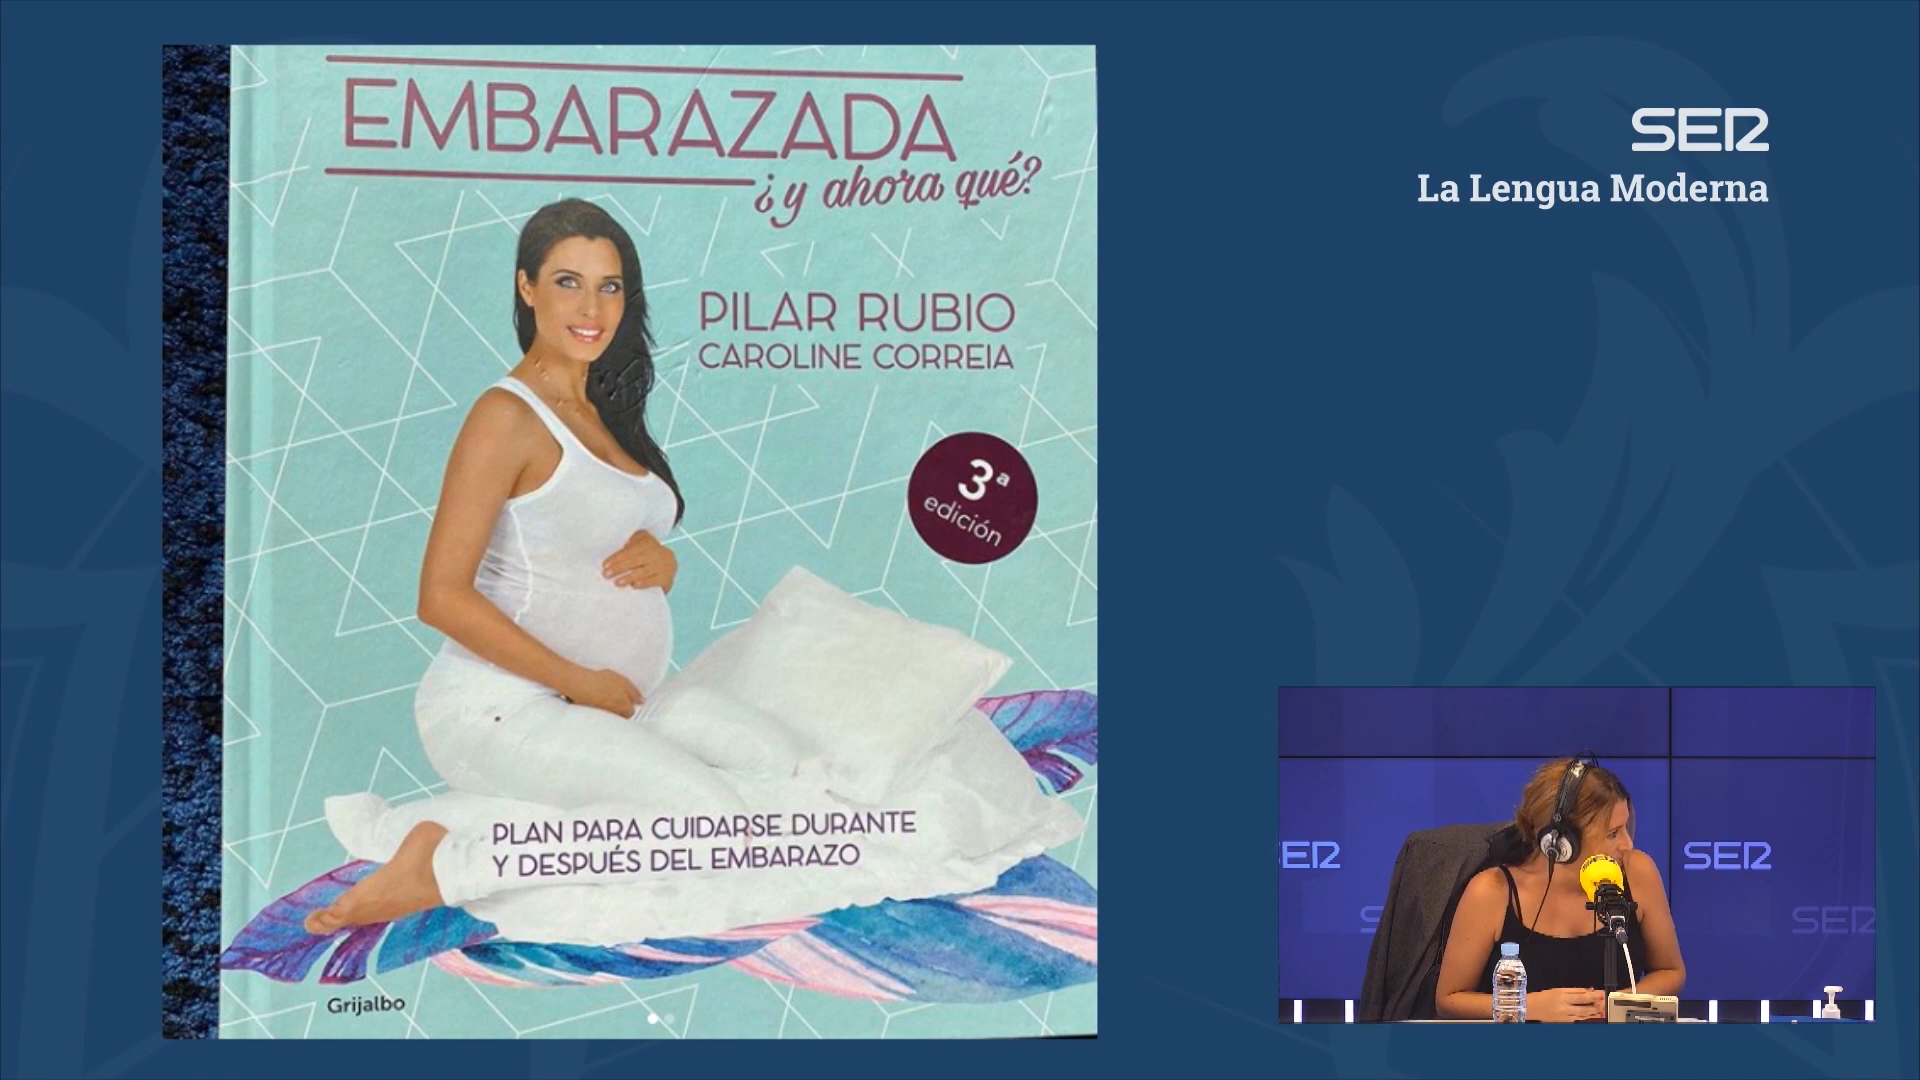 EMBARAZADA
¿y ahora qué?
PILAR RUBIO
CAROLINE CORREIA
3ª
edición
PLAN PARA CUIDARSE DURANTE
Y DESPUÉS DEL EMBARAZO
Grijalbo
SER
La Lengua Moderna
SER
SER
SER